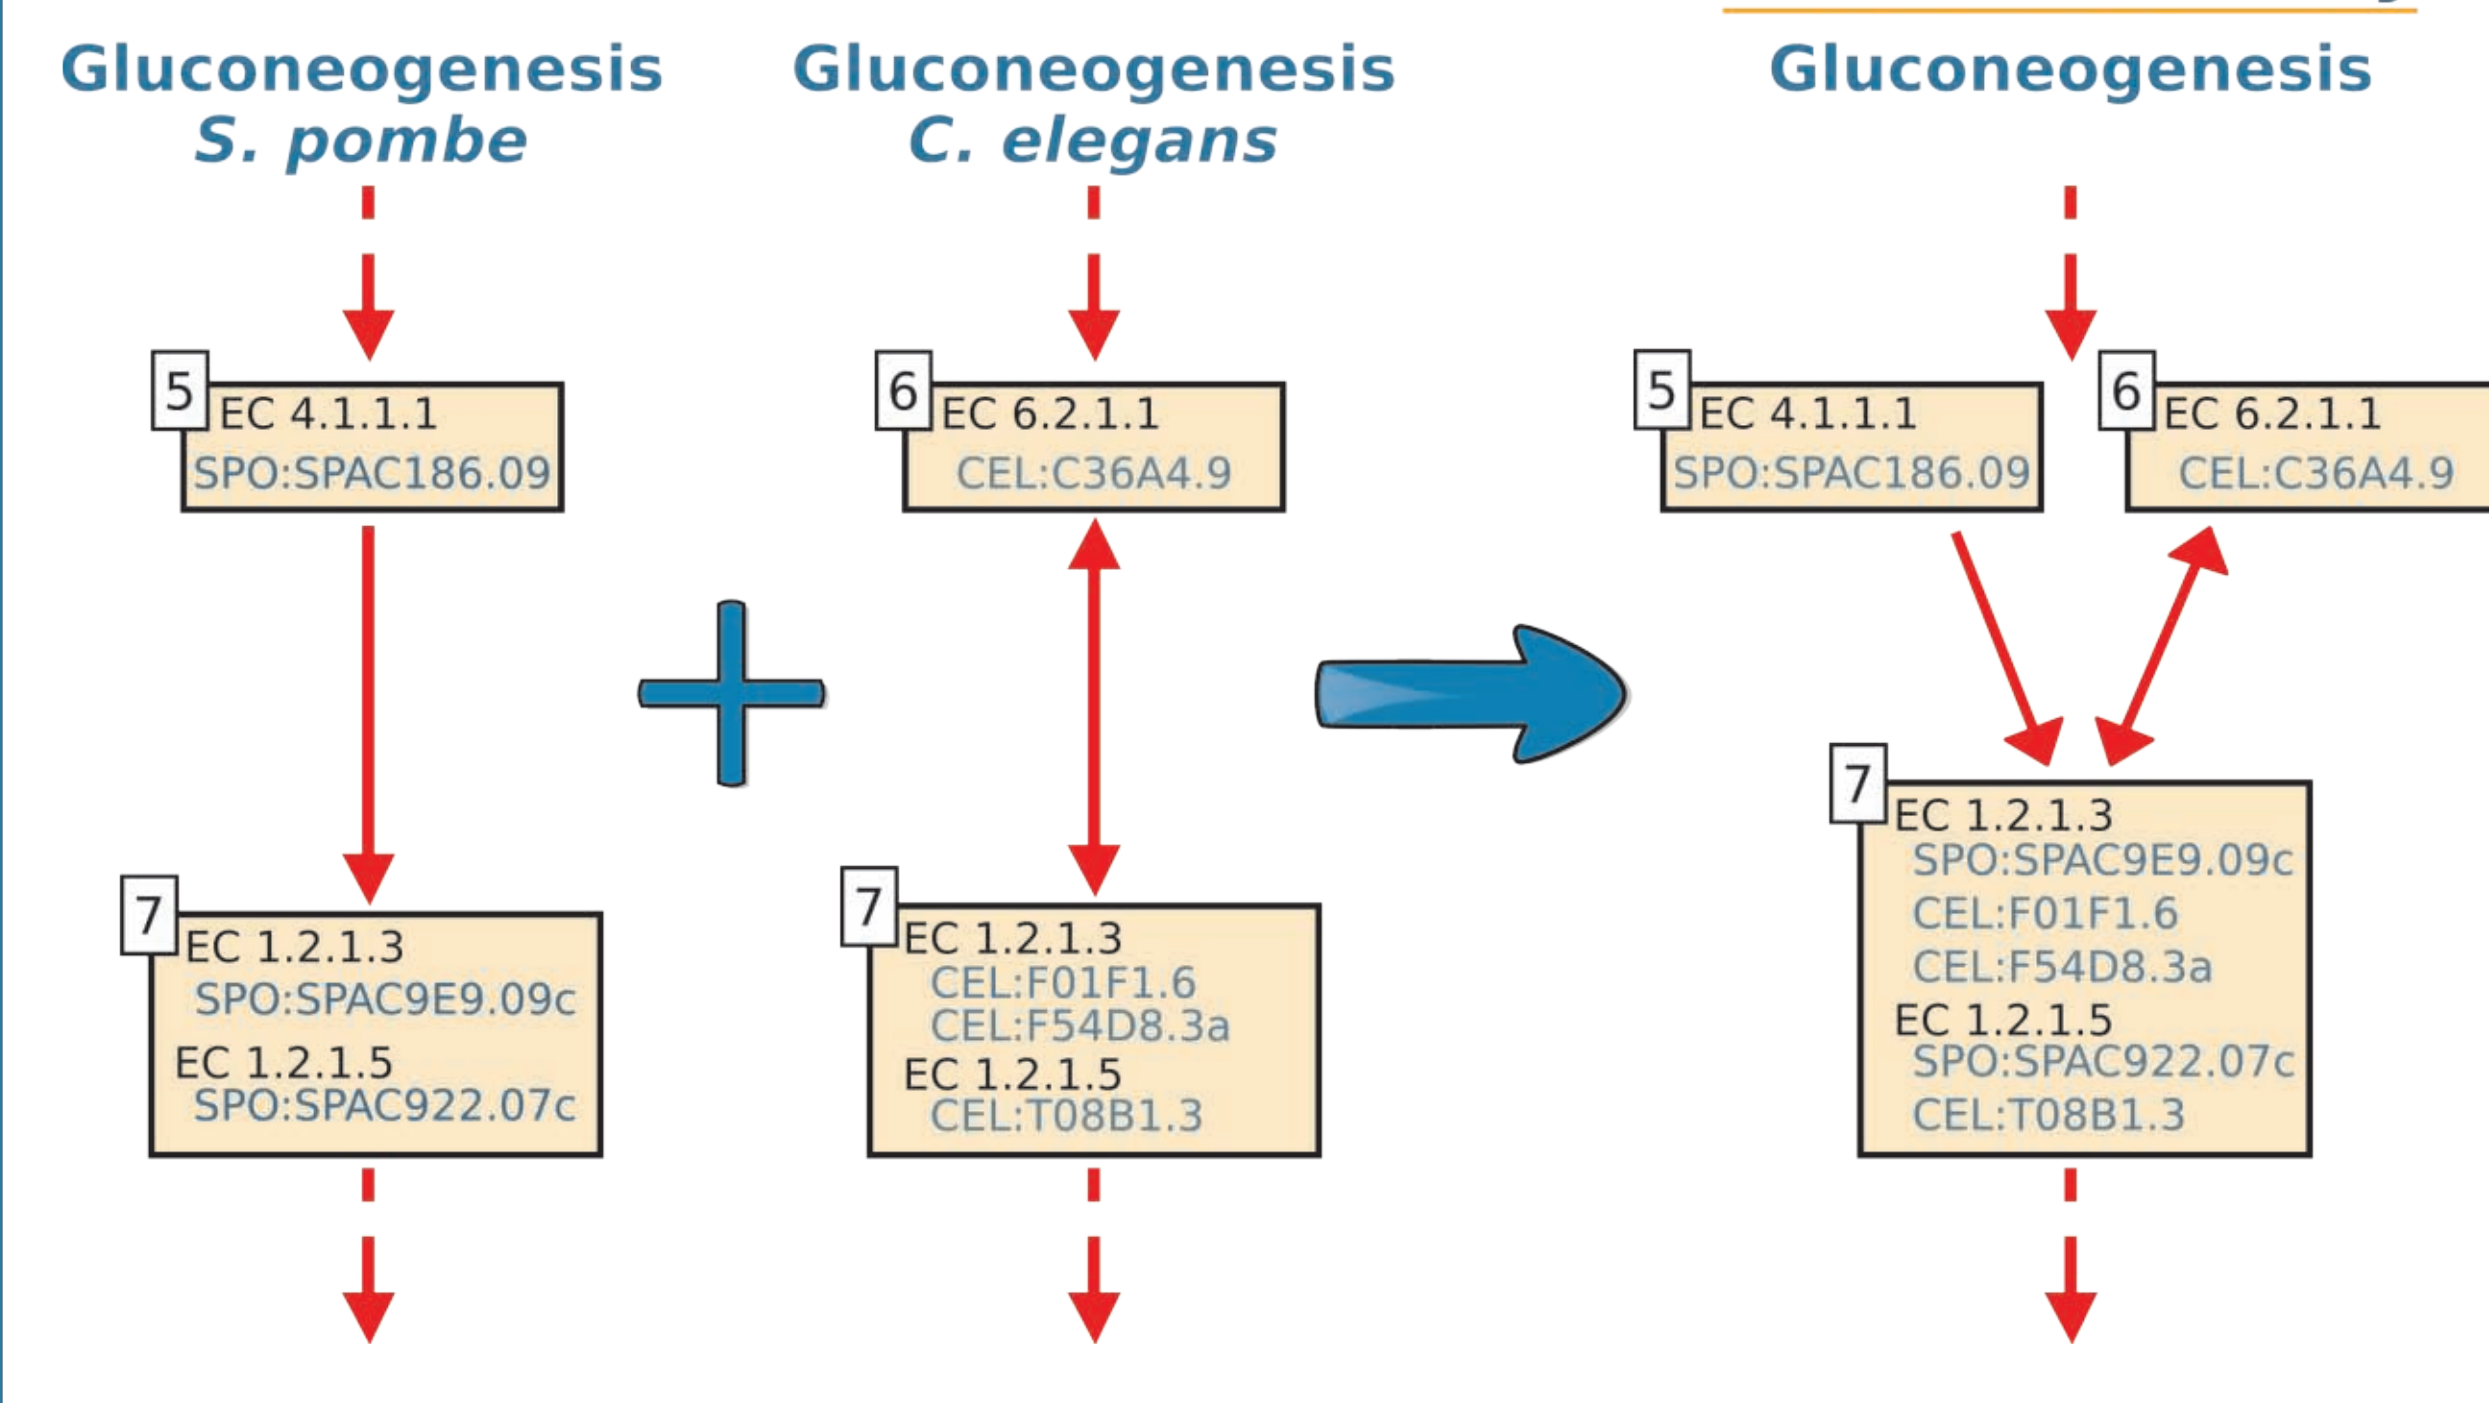 Gluconeogenesis
S. pombe
5
EC 4.1.1.1
SPO:SPAC186.09
7
EC 1.2.1.3
SPO:SPAC9E9.09c
EC 1.2.1.5
SPO:SPAC922.07c
Gluconeogenesis
C. elegans
6
EC 6.2.1.1
CEL:C36A4.9
7
EC 1.2.1.3
CEL:F01F1.6
CEL:F54D8.3a
EC 1.2.1.5
CEL:T08B1.3
Gluconeogenesis
5
EC 4.1.1.1
SPO:SPAC186.09
6
EC 6.2.1.1
CEL:C36A4.9
7
EC 1.2.1.3
SPO:SPAC9E9.09c
CEL:F01F1.6
CEL:F54D8.3a
EC 1.2.1.5
SPO:SPAC922.07c
CEL:T08B1.3